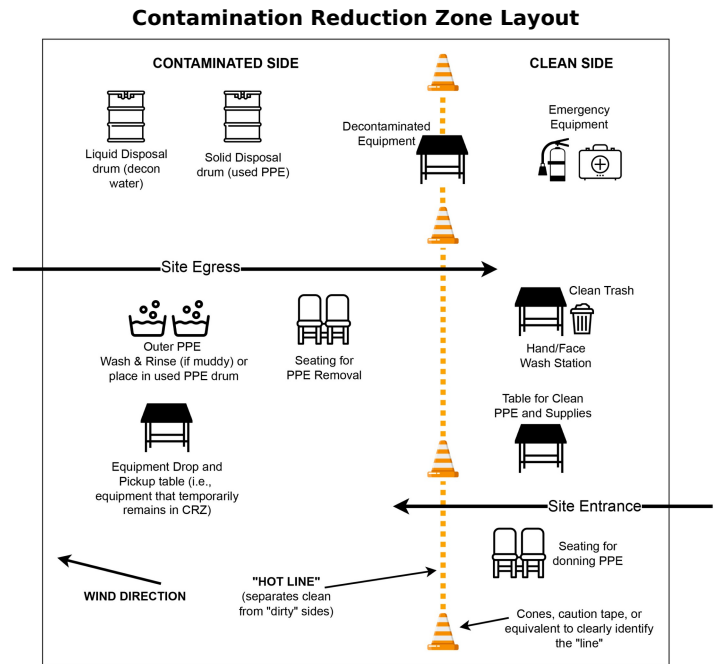 Contamination Reduction Zone Layout
CONTAMINATED SIDE
CLEAN SIDE
Liquid Disposal
drum (decon
water)
Solid Disposal
drum (used PPE)
Decontaminated
Equipment
Emergency
Equipment
Site Egress
Outer PPE
Wash & Rinse (if muddy) or
place in used PPE drum
Seating for
PPE Removal
Clean Trash
Hand/Face
Wash Station
Table for Clean
PPE and Supplies
Equipment Drop and
Pickup table (i.e.,
equipment that temporarily
remains in CRZ)
Site Entrance
Seating for
donning PPE
WIND DIRECTION
"HOT LINE"
(separates clean
from "dirty" sides)
Cones, caution tape, or
equivalent to clearly identify
the "line"